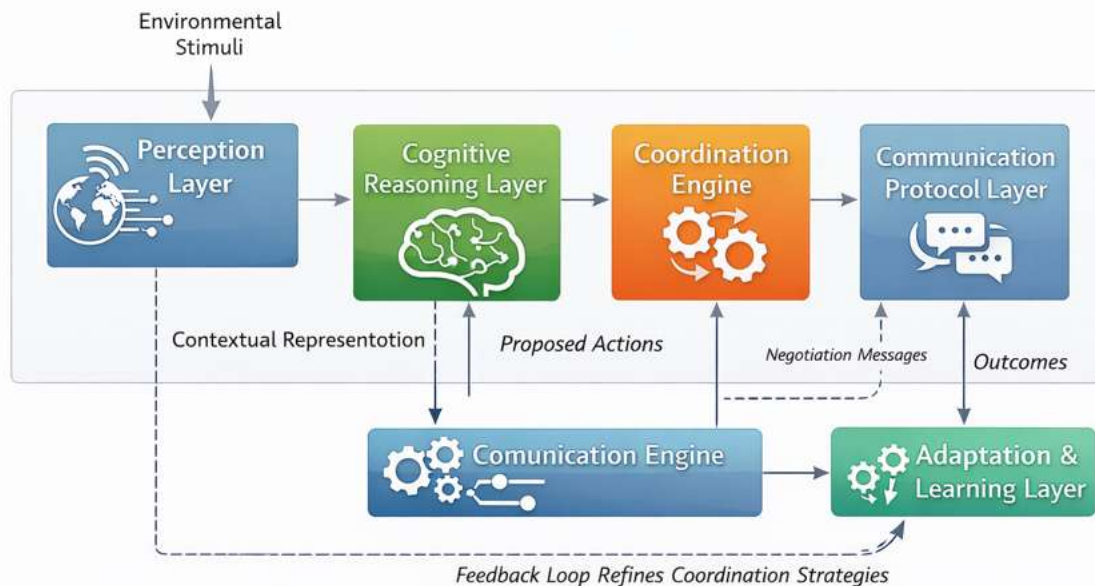 Environmental
Stimuli
Perception
Layer
Cognitive
Reasoning Layer
Coordination
Engine
Communication
Protocol Layer
Contextual Representoton
Proposed Actions
Negotiation Messages
Outcomes
Comunication Engine
Adaptation &
Learning Layer
Feedback Loop Refines Coordination Strategies